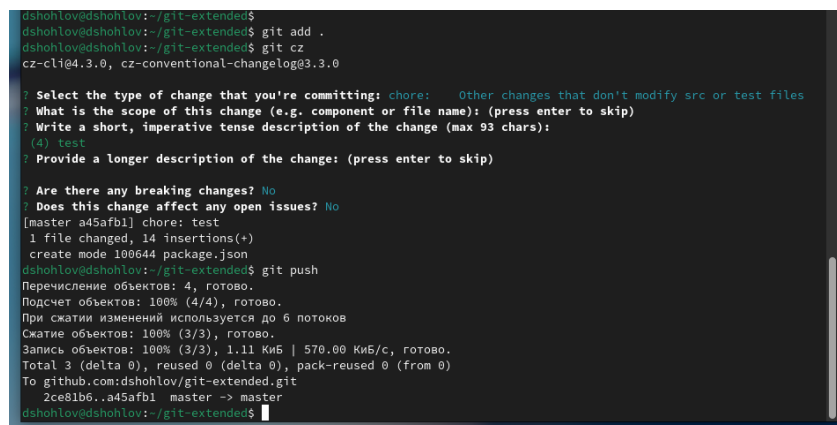 dshohlov@dshohlov:~/git-extended$
dshohlov@dshohlov:~/git-extended$ git add .
dshohlov@dshohlov:~/git-extended$ git cz
cz-cli@4.3.0, cz-conventional-changelog@3.3.0
? Select the type of change that you're committing: chore:    Other changes that don't modify src or test files
? What is the scope of this change (e.g. component or file name): (press enter to skip)
? Write a short, imperative tense description of the change (max 93 chars):
(4) test
? Provide a longer description of the change: (press enter to skip)
? Are there any breaking changes? No
? Does this change affect any open issues? No
[master a45afb1] chore: test
1 file changed, 14 insertions(+)
create mode 100644 package.json
dshohlov@dshohlov:~/git-extended$ git push
Перечисление объектов: 4, готово.
Подсчет объектов: 100% (4/4), готово.
При сжатии изменений используется до 6 потоков
Сжатие объектов: 100% (3/3), готово.
Запись объектов: 100% (3/3), 1.11 КиБ | 570.00 КиБ/с, готово.
Total 3 (delta 0), reused 0 (delta 0), pack-reused 0 (from 0)
To github.com:dshohlov/git-extended.git
2ce81b6..a45afb1  master -> master
dshohlov@dshohlov:~/git-extended$